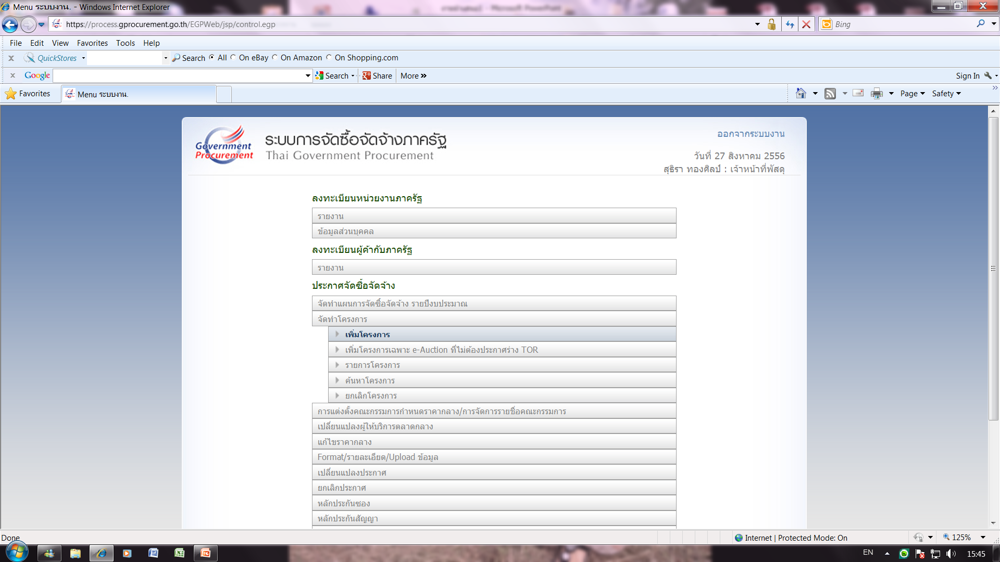 Menu ระบบงาน. - Windows Internet Explorer
https://process.gprocurement.go.th/EGPWeb/jsp/control.egp
Bing
File Edit View Favorites Tools Help
x QuickStores Search All On eBay On Amazon On Shopping.com
x Google Search Share More »
Sign In
Favorites Menu ระบบงาน.
Page Safety »
Government Procurement
ระบบการจัดซื้อจัดจ้างภาครัฐ
Thai Government Procurement
ออกจากระบบงาน
วันที่ 27 สิงหาคม 2556
สุธิรา ทองศิลป์ : เจ้าหน้าที่พัสดุ
ลงทะเบียนหน่วยงานภาครัฐ
รายงาน
ข้อมูลส่วนบุคคล
ลงทะเบียนผู้ค้ากับภาครัฐ
รายงาน
ประกาศจัดซื้อจัดจ้าง
จัดทำแผนการจัดซื้อจัดจ้าง รายปีงบประมาณ
จัดทำโครงการ
เพิ่มโครงการ
เพิ่มโครงการเฉพาะ e-Auction ที่ไม่ต้องประกาศร่าง TOR
รายการโครงการ
ค้นหาโครงการ
ยกเลิกโครงการ
การแต่งตั้งคณะกรรมการกำหนดราคากลาง/การจัดการรายชื่อคณะกรรมการ
เปลี่ยนแปลงผู้ให้บริการตลาดกลาง
แก้ไขราคากลาง
Format/รายละเอียด/Upload ข้อมูล
เปลี่ยนแปลงประกาศ
ยกเลิกประกาศ
หลักประกันซอง
หลักประกันสัญญา
Done
Internet | Protected Mode: On
125%
EN
15:45